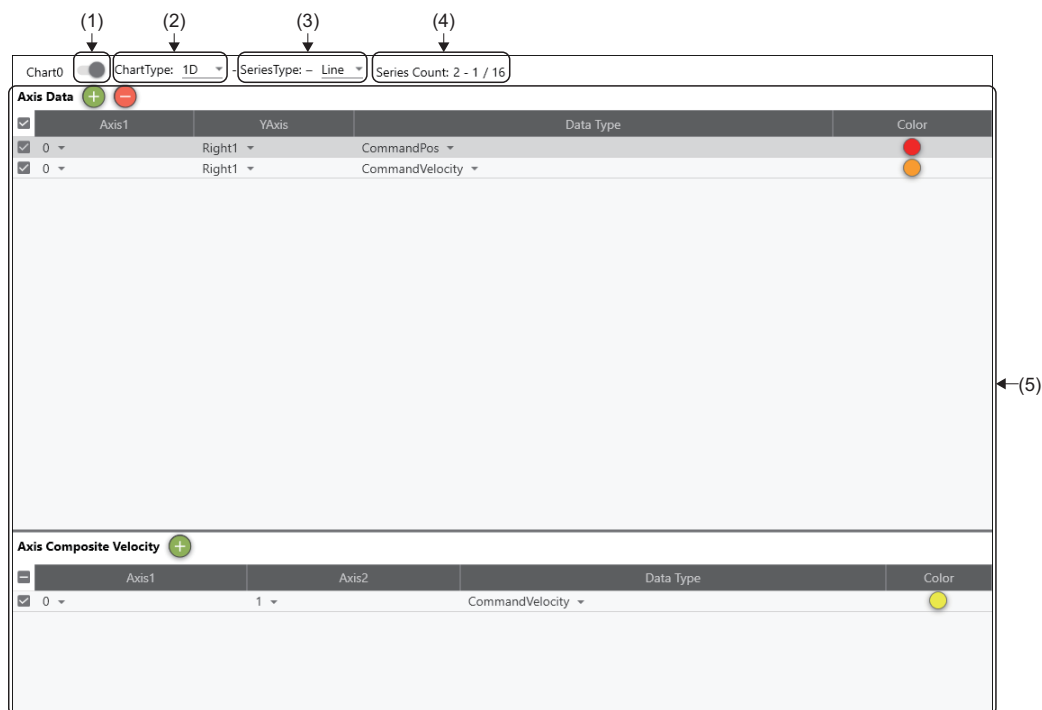 (1) (2) (3) (4)
Chart0 ChartType: 1D - SeriesType: – Line Series Count: 2 - 1 / 16
Axis Data
Axis1 YAxis Data Type Color
0 Right1 CommandPos
0 Right1 CommandVelocity
(5)
Axis Composite Velocity
Axis1 Axis2 Data Type Color
0 1 CommandVelocity